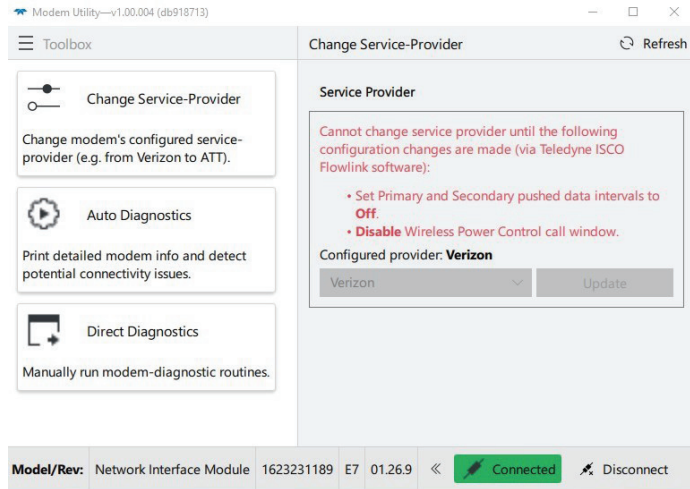 Modem Utility—v1.00.004 (db918713)
Toolbox
Change Service-Provider
Change modem's configured service-
provider (e.g. from Verizon to ATT).
Auto Diagnostics
Print detailed modem info and detect
potential connectivity issues.
Direct Diagnostics
Manually run modem-diagnostic routines.
Change Service-Provider
Refresh
Service Provider
Cannot change service provider until the following
configuration changes are made (via Teledyne ISCO
Flowlink software):
• Set Primary and Secondary pushed data intervals to
Off.
• Disable Wireless Power Control call window.
Configured provider: Verizon
Verizon
Update
Model/Rev: Network Interface Module 1623231189 E7 01.26.9 Connected Disconnect